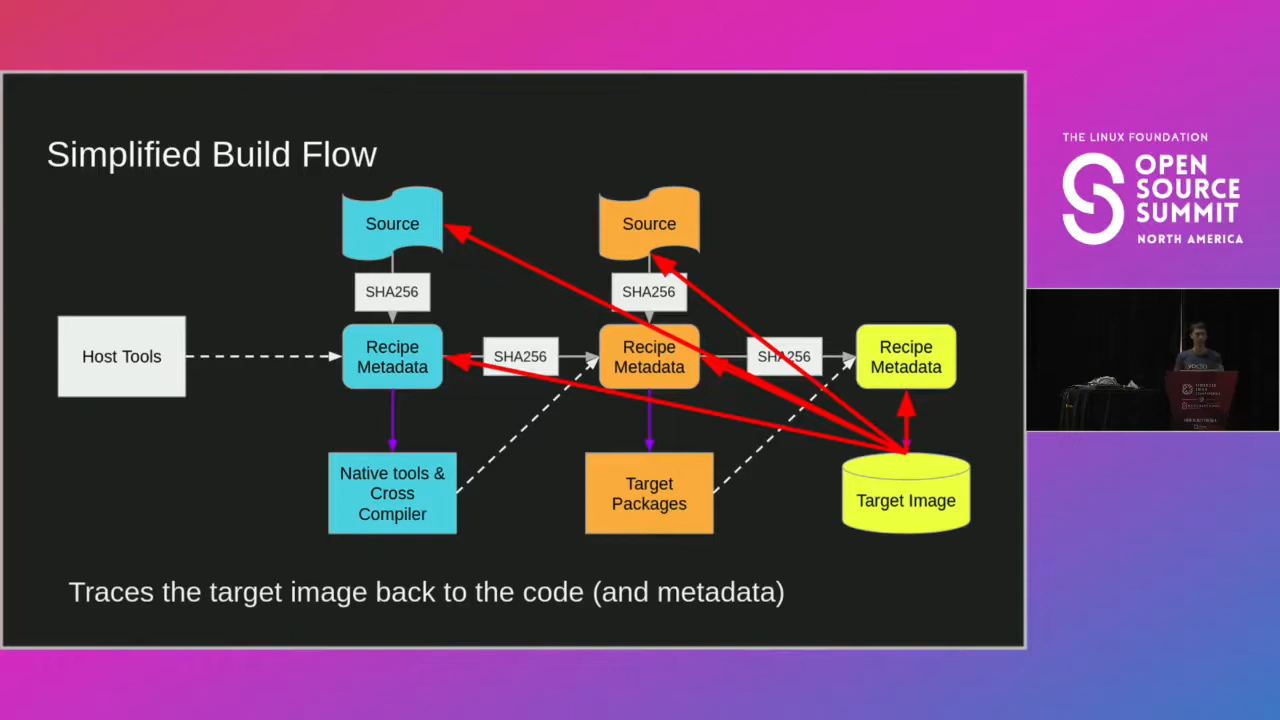 Simplified Build Flow
Source
Source
SHA256
SHA256
Host Tools
Recipe
Metadata
SHA256
Recipe
Metadata
SHA256
Recipe
Metadata
Native tools &
Cross
Compiler
Target
Packages
Target Image
Traces the target image back to the code (and metadata)
THE LINUX FOUNDATION
OPEN
SOURCE
SUMMIT
NORTH AMERICA